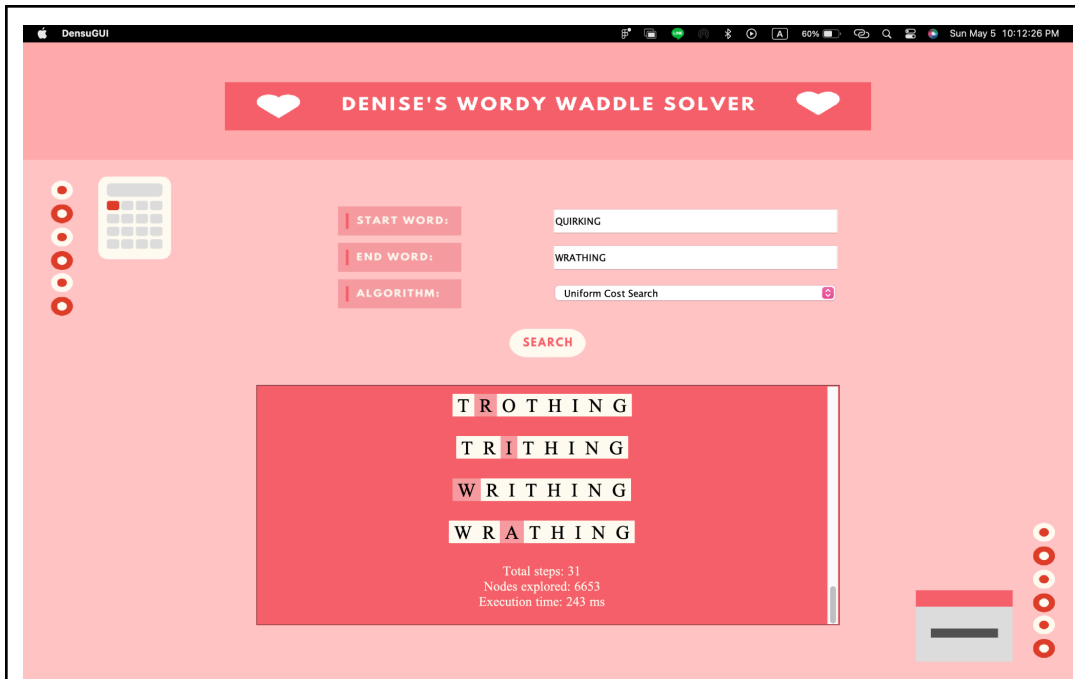 DensuGUI
A
60%
Sun May 5 10:12:26 PM
DENISE'S WORDY WADDLE SOLVER
START WORD:
QUIRKING
END WORD:
WRATHING
ALGORITHM:
Uniform Cost Search
SEARCH
TROTHING
TRITHING
WRITHING
WRATHING
Total steps: 31
Nodes explored: 6653
Execution time: 243 ms